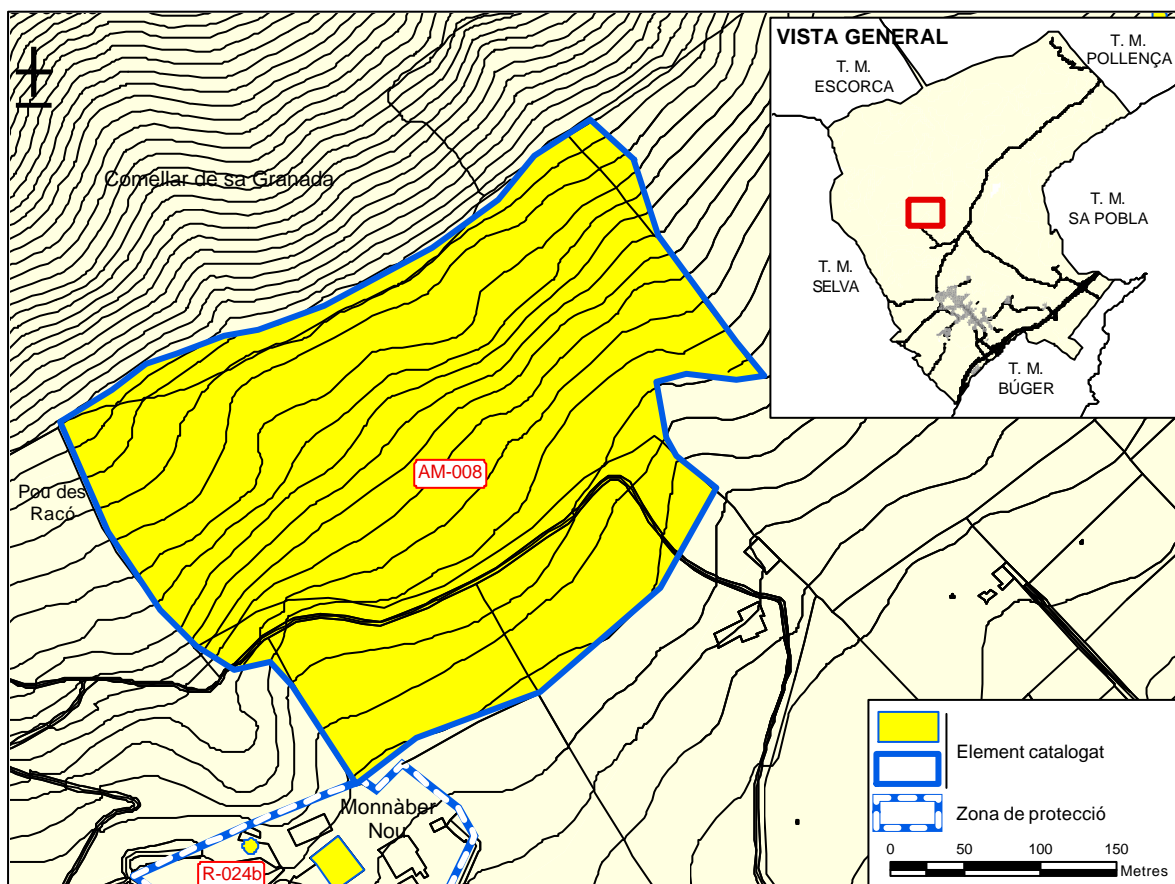 VISTA GENERAL
T. M.
ESCORCA
T. M.
POLLENÇA
T. M.
SA POBLA
T. M.
SELVA
T. M.
BÚGER
Comellar de sa Granada
AM-008
Pou des
Racó
Monnàber
Nou
R-024b
Element catalogat
Zona de protecció
0 50 100 150
Metres